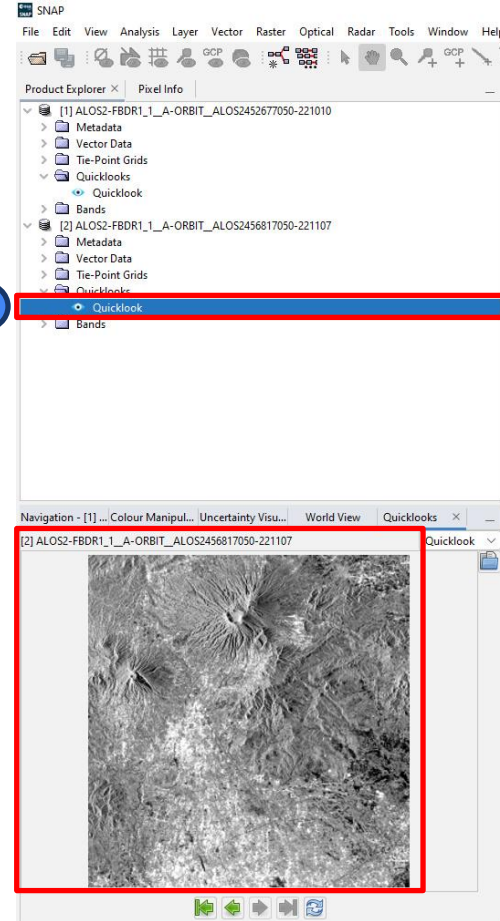 SNAP
File Edit View Analysis Layer Vector Raster Optical Radar Tools Window Help
GCP GCP
Product Explorer × Pixel Info
[1] ALOS2-FBDR1_1__A-ORBIT__ALOS2452677050-221010
Metadata
Vector Data
Tie-Point Grids
Quicklooks
Quicklook
Bands
[2] ALOS2-FBDR1_1__A-ORBIT__ALOS2456817050-221107
Metadata
Vector Data
Tie-Point Grids
Quicklooks
Quicklook
Bands
Navigation - [1] ... Colour Manipul... Uncertainty Visu... World View Quicklooks ×
[2] ALOS2-FBDR1_1__A-ORBIT__ALOS2456817050-221107 Quicklook